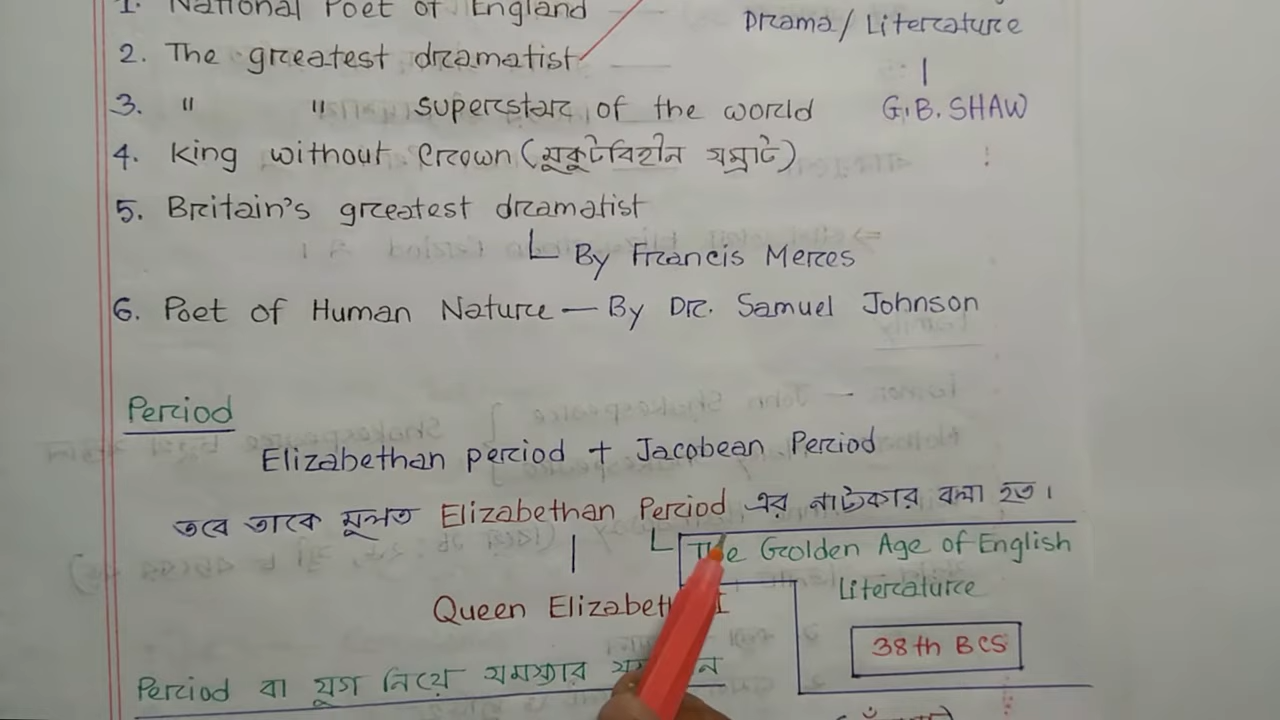 1. National Poet of England
Drama/ Literature
2. The greatest dramatist
3. " " superstar of the world
G.B. SHAW
4. King without Crown (মুকুটবিহীন সম্রাট)
5. Britain's greatest dramatist
By Francis Meres
6. Poet of Human Nature — By DR. Samuel Johnson
Period
Elizabethan period + Jacobean Period
তবে তাকে মূলত Elizabethan Period এর নাট্যকার বলা হত।
The Golden Age of English
Literature
Queen Elizabeth I
38th BCS
Period বা যুগ নিয়ে সমস্যার